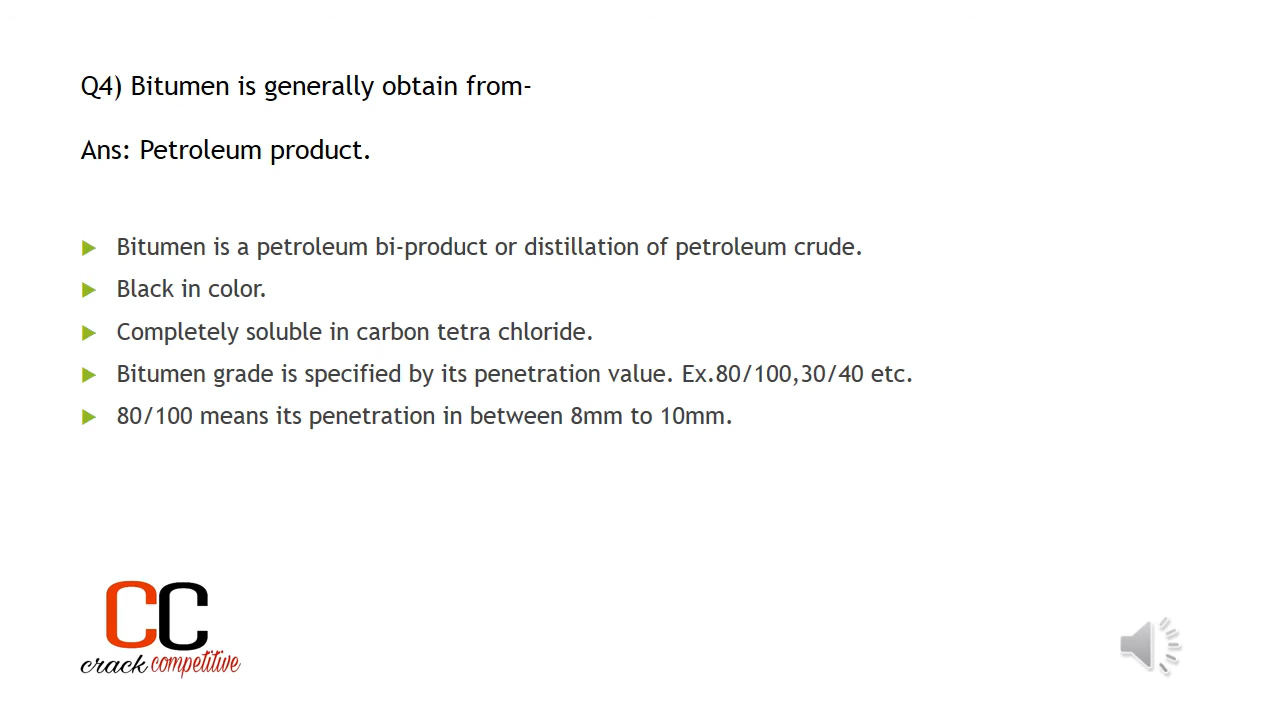 Q4) Bitumen is generally obtain from-
Ans: Petroleum product.
Bitumen is a petroleum bi-product or distillation of petroleum crude.
Black in color.
Completely soluble in carbon tetra chloride.
Bitumen grade is specified by its penetration value. Ex.80/100,30/40 etc.
80/100 means its penetration in between 8mm to 10mm.
CC
crack competitive